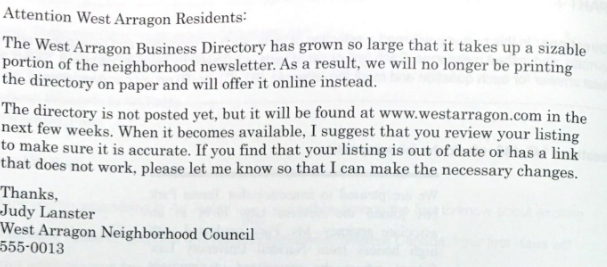 Attention West Arragon Residents:
The West Arragon Business Directory has grown so large that it takes up a sizable
portion of the neighborhood newsletter. As a result, we will no longer be printing
the directory on paper and will offer it online instead.
The directory is not posted yet, but it will be found at www.westarragon.com in the
next few weeks. When it becomes available, I suggest that you review your listing
to make sure it is accurate. If you find that your listing is out of date or has a link
that does not work, please let me know so that I can make the necessary changes.
Thanks,
Judy Lanster
West Arragon Neighborhood Council
555-0013